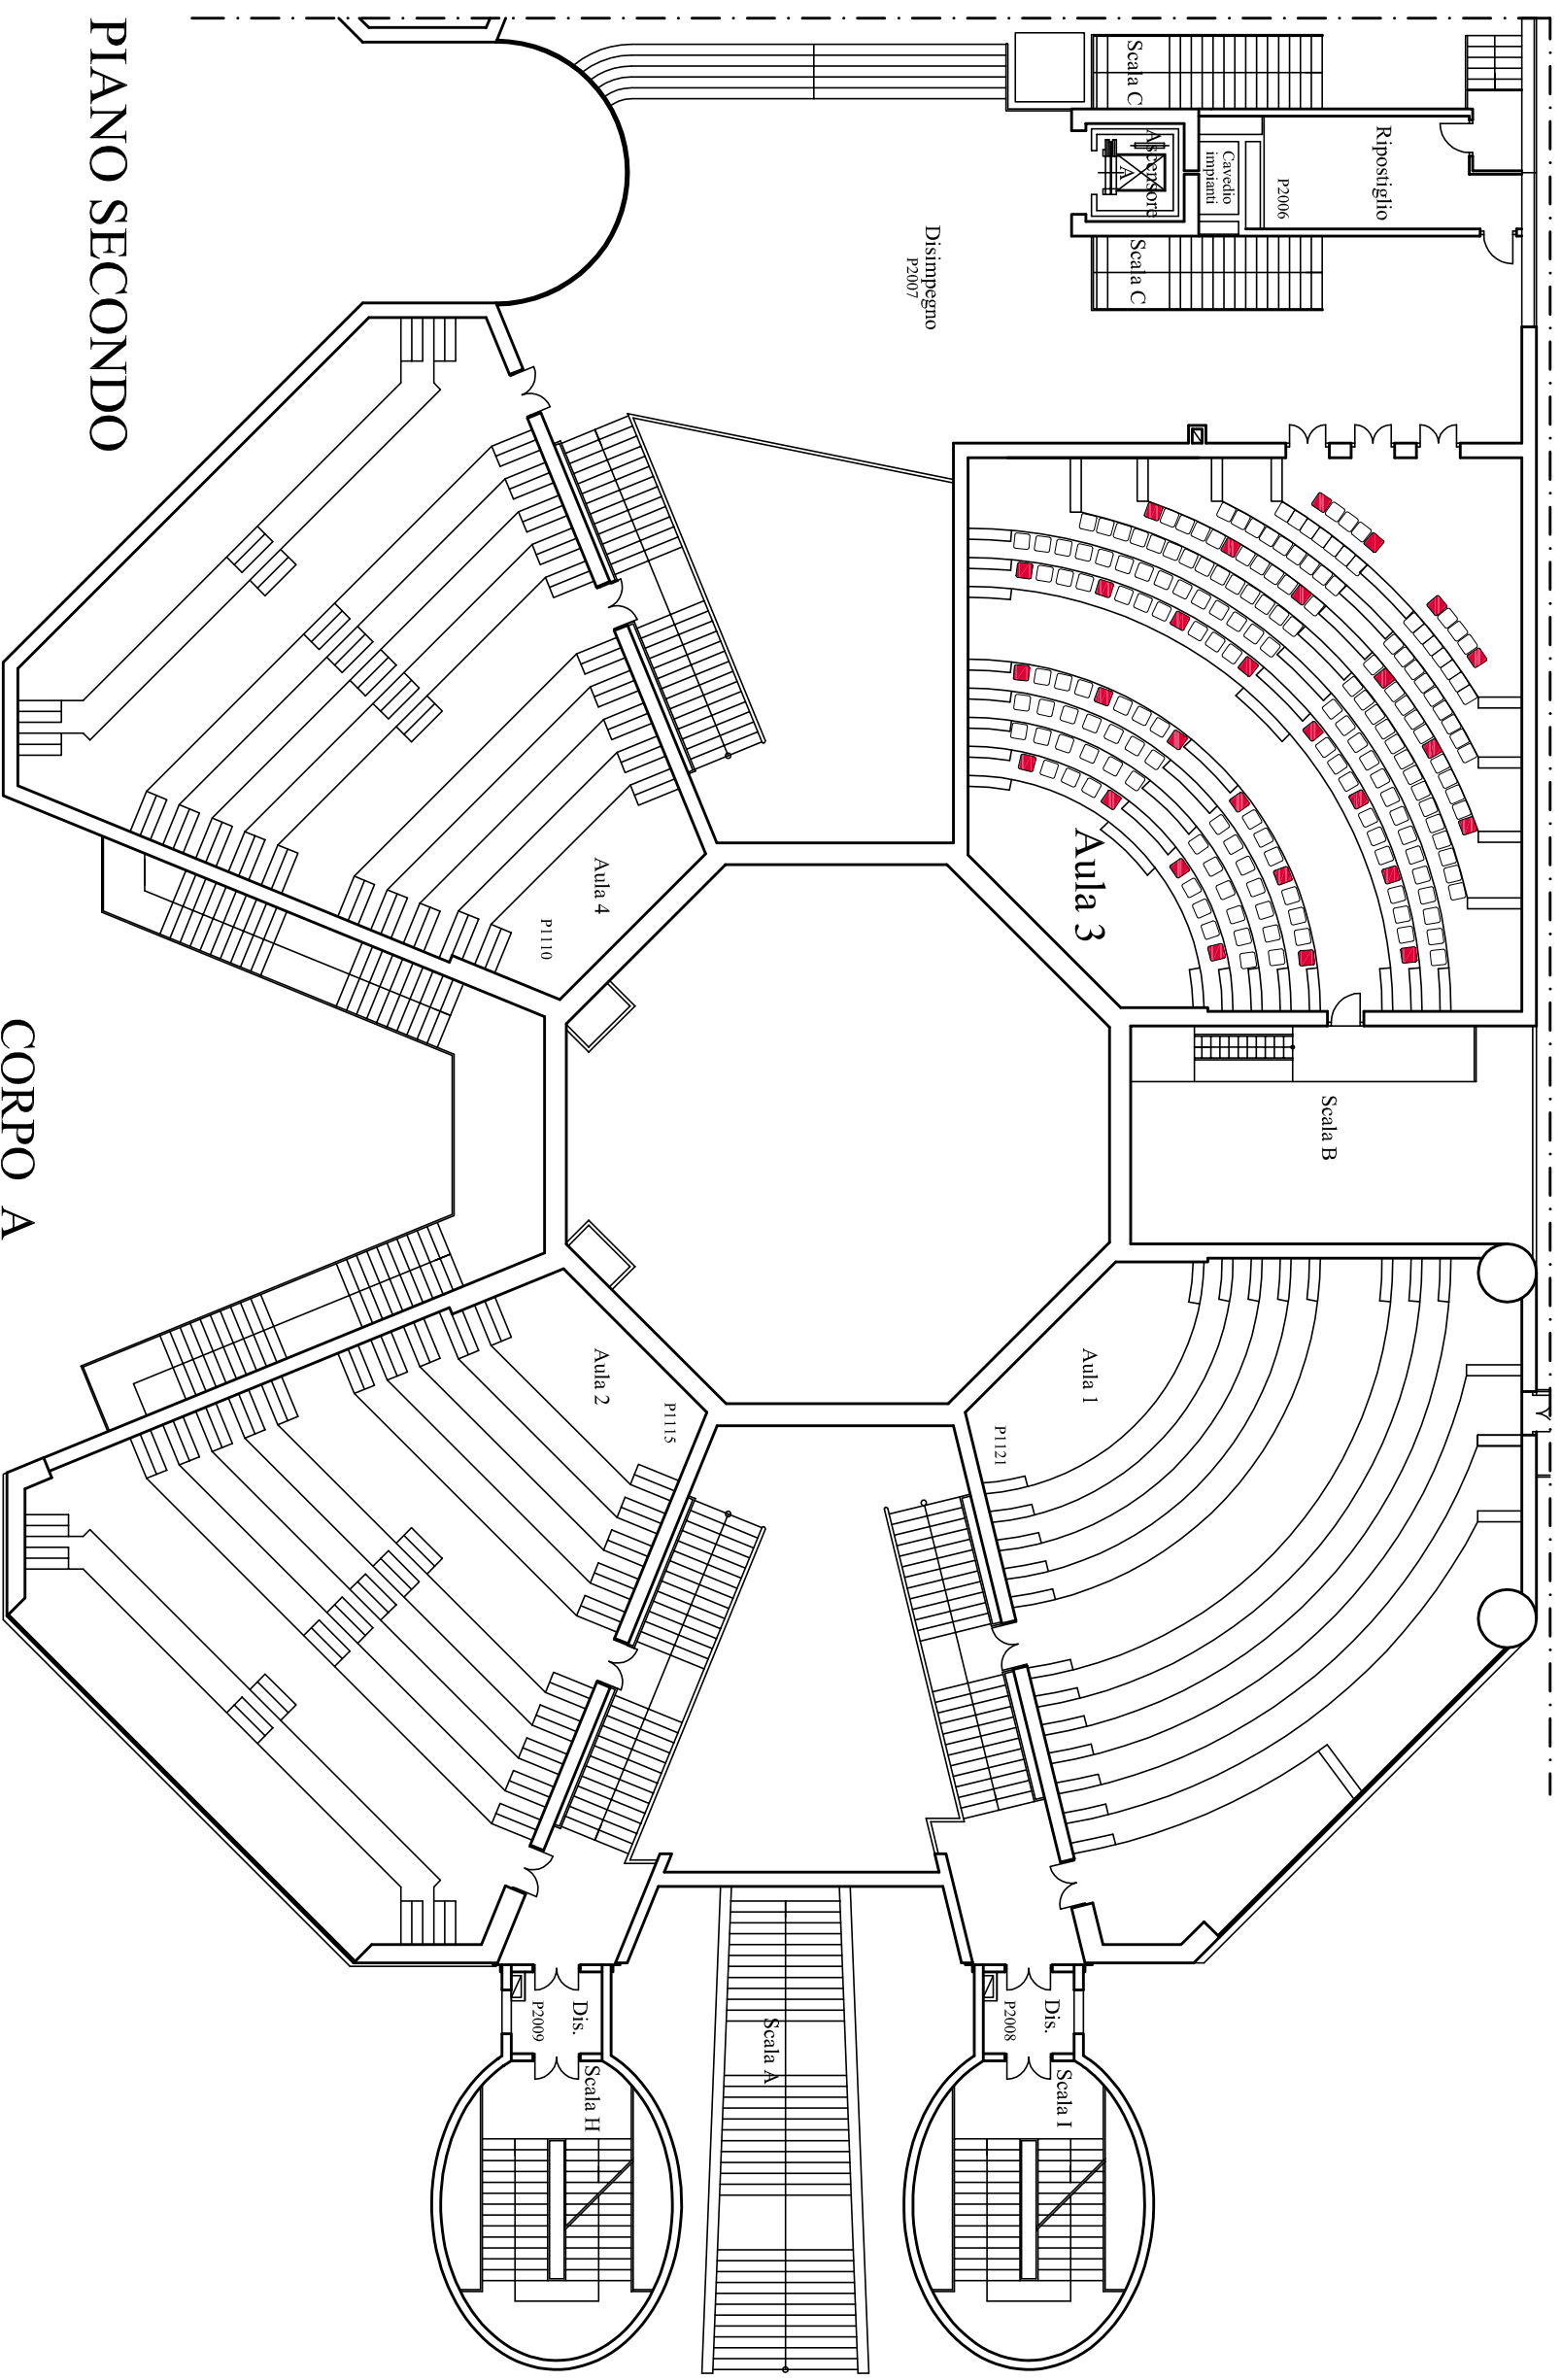 Scala C
Ascensore
A
Cavedio
impianti
P2006
Ripostiglio
Scala C
Disimpegno
P2007
PIANO SECONDO
Aula 3
Aula 4
P1110
CORPO A
Scala B
Aula 1
P1121
Aula 2
P1115
Dis.
P2008
Scala I
Scala A
Dis.
P2009
Scala H